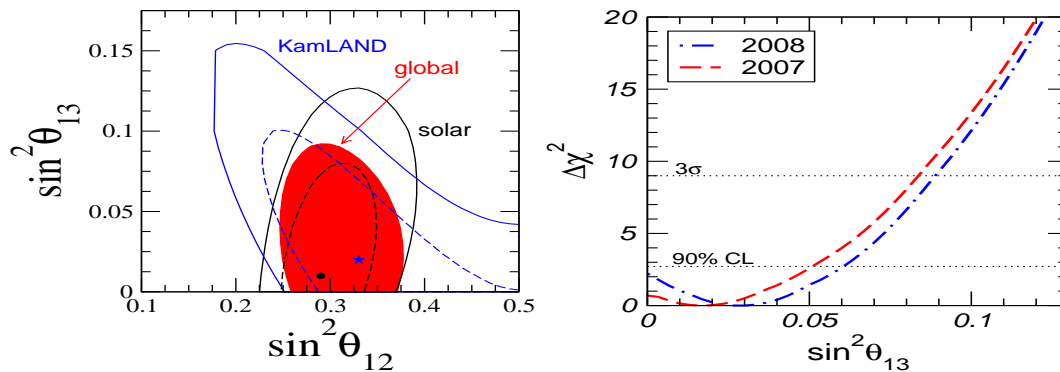 KamLAND
global
solar
sin²θ₁₃
0.15
0.1
0.05
0
0.1
0.2
0.3
0.4
0.5
sin²θ₁₂
2008
2007
Δχ²
20
15
10
5
0
3σ
90% CL
0
0.05
0.1
sin²θ₁₃